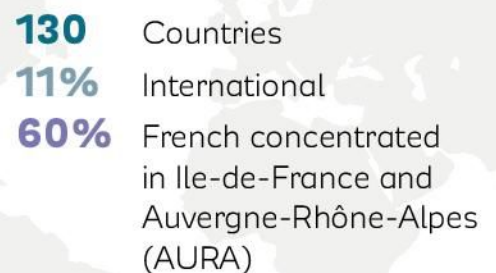 130 Countries
11% International
60% French concentrated
in Ile-de-France and
Auvergne-Rhône-Alpes
(AURA)